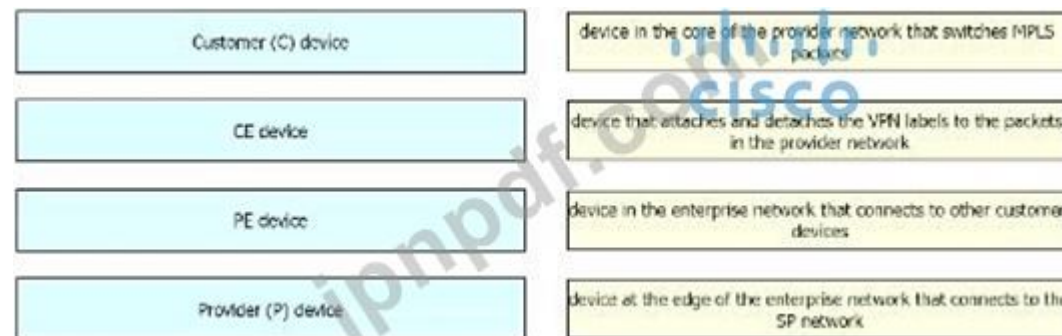 Customer (C) device
device in the core of the provider network that switches MPLS
packets
CISCO
CE device
device that attaches and detaches the VPN labels to the packets
in the provider network
PE device
device in the enterprise network that connects to other customer
devices
Provider (P) device
device at the edge of the enterprise network that connects to the
SP network
jpnpdf.com